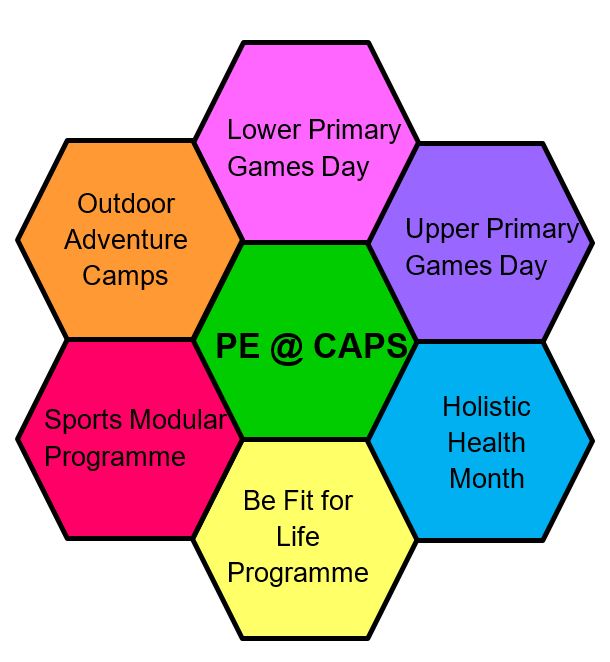 Lower Primary
Games Day
Outdoor
Adventure
Camps
Upper Primary
Games Day
PE @ CAPS
Sports Modular
Programme
Holistic
Health
Month
Be Fit for
Life
Programme